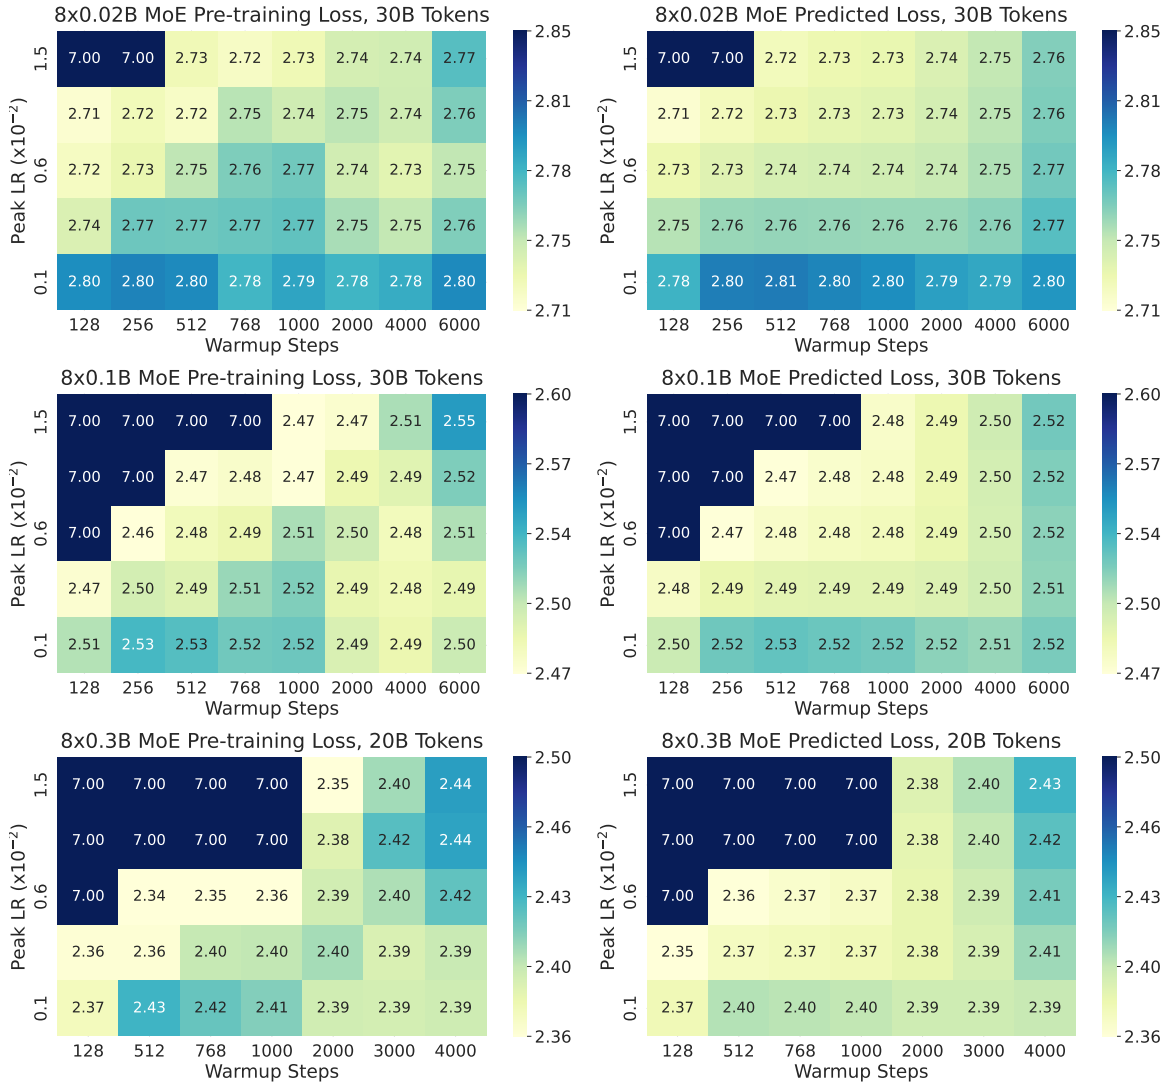 8x0.02B MoE Pre-training Loss, 30B Tokens
Peak LR (x10⁻²)
1.5
0.6
0.1
7.00 7.00 2.73 2.72 2.73 2.74 2.74 2.77
2.71 2.72 2.72 2.75 2.74 2.75 2.74 2.76
2.72 2.73 2.75 2.76 2.77 2.74 2.73 2.75
2.74 2.77 2.77 2.77 2.77 2.75 2.75 2.76
2.80 2.80 2.80 2.78 2.79 2.78 2.78 2.80
128 256 512 768 1000 2000 4000 6000
Warmup Steps
2.85
2.81
2.78
2.75
2.71
8x0.02B MoE Predicted Loss, 30B Tokens
Peak LR (x10⁻²)
1.5
0.6
0.1
7.00 7.00 2.72 2.73 2.73 2.74 2.75 2.76
2.71 2.72 2.73 2.73 2.73 2.74 2.75 2.76
2.73 2.73 2.74 2.74 2.74 2.74 2.75 2.77
2.75 2.76 2.76 2.76 2.76 2.76 2.76 2.77
2.78 2.80 2.81 2.80 2.80 2.79 2.79 2.80
128 256 512 768 1000 2000 4000 6000
Warmup Steps
2.85
2.81
2.78
2.75
2.71
8x0.1B MoE Pre-training Loss, 30B Tokens
Peak LR (x10⁻²)
1.5
0.6
0.1
7.00 7.00 7.00 7.00 2.47 2.47 2.51 2.55
7.00 7.00 2.47 2.48 2.47 2.49 2.49 2.52
7.00 2.46 2.48 2.49 2.51 2.50 2.48 2.51
2.47 2.50 2.49 2.51 2.52 2.49 2.48 2.49
2.51 2.53 2.53 2.52 2.52 2.49 2.49 2.50
128 256 512 768 1000 2000 4000 6000
Warmup Steps
2.60
2.57
2.54
2.50
2.47
8x0.1B MoE Predicted Loss, 30B Tokens
Peak LR (x10⁻²)
1.5
0.6
0.1
7.00 7.00 7.00 7.00 2.48 2.49 2.50 2.52
7.00 7.00 2.47 2.48 2.48 2.49 2.50 2.52
7.00 2.47 2.48 2.48 2.48 2.49 2.50 2.52
2.48 2.49 2.49 2.49 2.49 2.49 2.50 2.51
2.50 2.52 2.53 2.52 2.52 2.52 2.51 2.52
128 256 512 768 1000 2000 4000 6000
Warmup Steps
2.60
2.57
2.54
2.50
2.47
8x0.3B MoE Pre-training Loss, 20B Tokens
Peak LR (x10⁻²)
1.5
0.6
0.1
7.00 7.00 7.00 7.00 2.35 2.40 2.44
7.00 7.00 7.00 7.00 2.38 2.42 2.44
7.00 2.34 2.35 2.36 2.39 2.40 2.42
2.36 2.36 2.40 2.40 2.40 2.39 2.39
2.37 2.43 2.42 2.41 2.39 2.39 2.39
128 512 768 1000 2000 3000 4000
Warmup Steps
2.50
2.46
2.43
2.40
2.36
8x0.3B MoE Predicted Loss, 20B Tokens
Peak LR (x10⁻²)
1.5
0.6
0.1
7.00 7.00 7.00 7.00 2.38 2.40 2.43
7.00 7.00 7.00 7.00 2.38 2.40 2.42
7.00 2.36 2.37 2.37 2.38 2.39 2.41
2.35 2.37 2.37 2.37 2.38 2.39 2.41
2.37 2.40 2.40 2.40 2.39 2.39 2.39
128 512 768 1000 2000 3000 4000
Warmup Steps
2.50
2.46
2.43
2.40
2.36